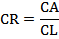 CR = CA/CL